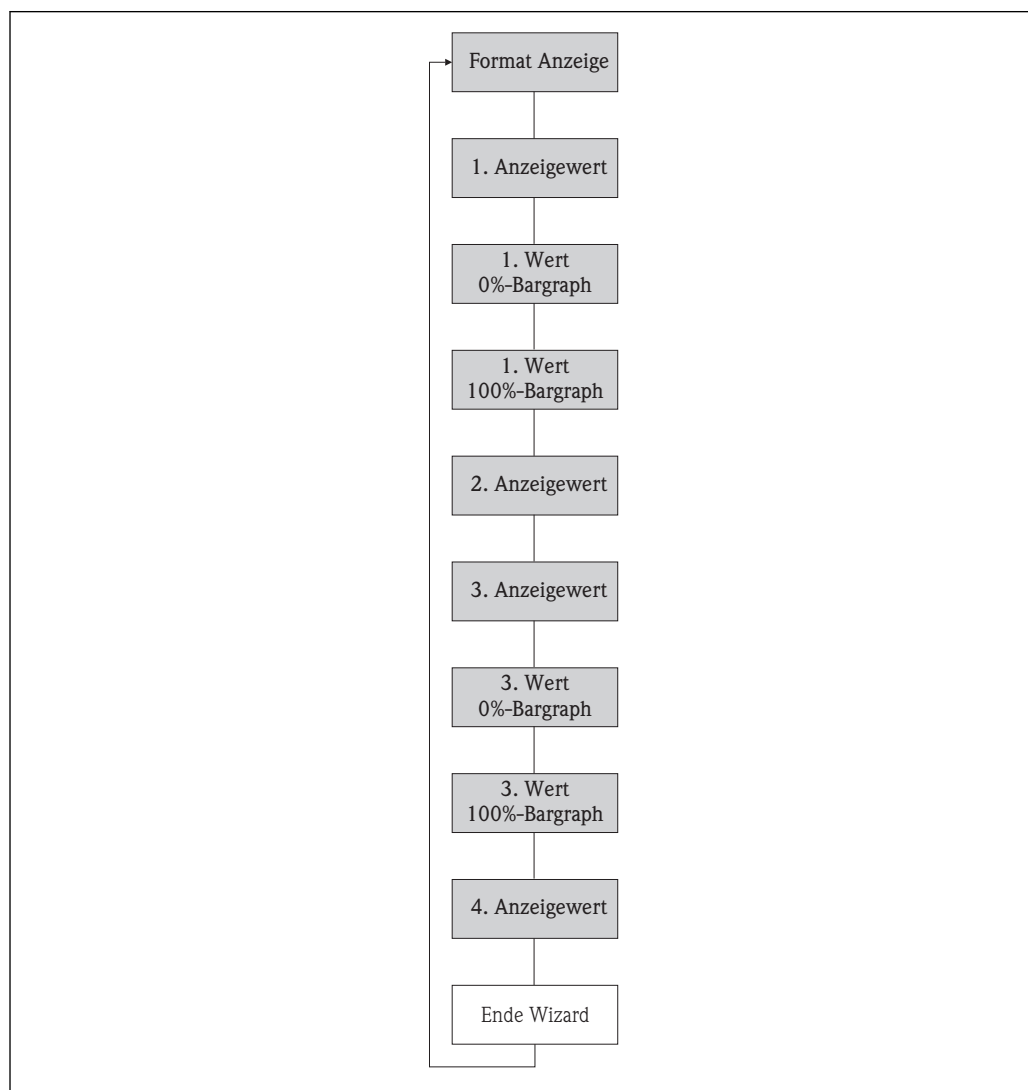 Format Anzeige
1. Anzeigewert
1. Wert
0%-Bargraph
1. Wert
100%-Bargraph
2. Anzeigewert
3. Anzeigewert
3. Wert
0%-Bargraph
3. Wert
100%-Bargraph
4. Anzeigewert
Ende Wizard